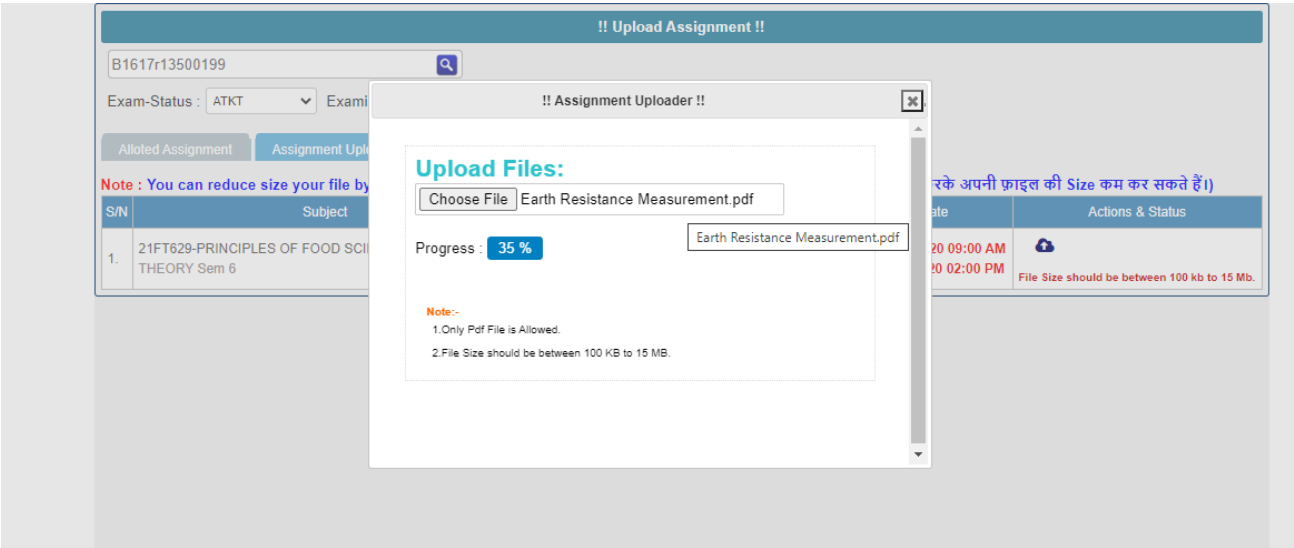 !! Upload Assignment !!
B1617r13500199
Exam-Status : ATKT Exami
!! Assignment Uploader !!
Alloted Assignment Assignment Uplo
Upload Files:
Choose File Earth Resistance Measurement.pdf
Earth Resistance Measurement.pdf
Progress : 35 %
Note:-
1.Only Pdf File is Allowed.
2.File Size should be between 100 KB to 15 MB.
Note : You can reduce size your file by
रके अपनी फ़ाइल की Size कम कर सकते हैं।)
S/N Subject ate Actions & Status
1. 21FT629-PRINCIPLES OF FOOD SCI
THEORY Sem 6
20 09:00 AM
20 02:00 PM
File Size should be between 100 kb to 15 Mb.